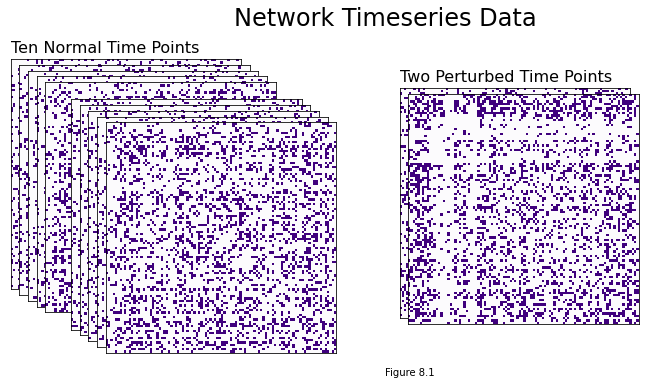 Network Timeseries Data
Ten Normal Time Points
Two Perturbed Time Points
Figure 8.1